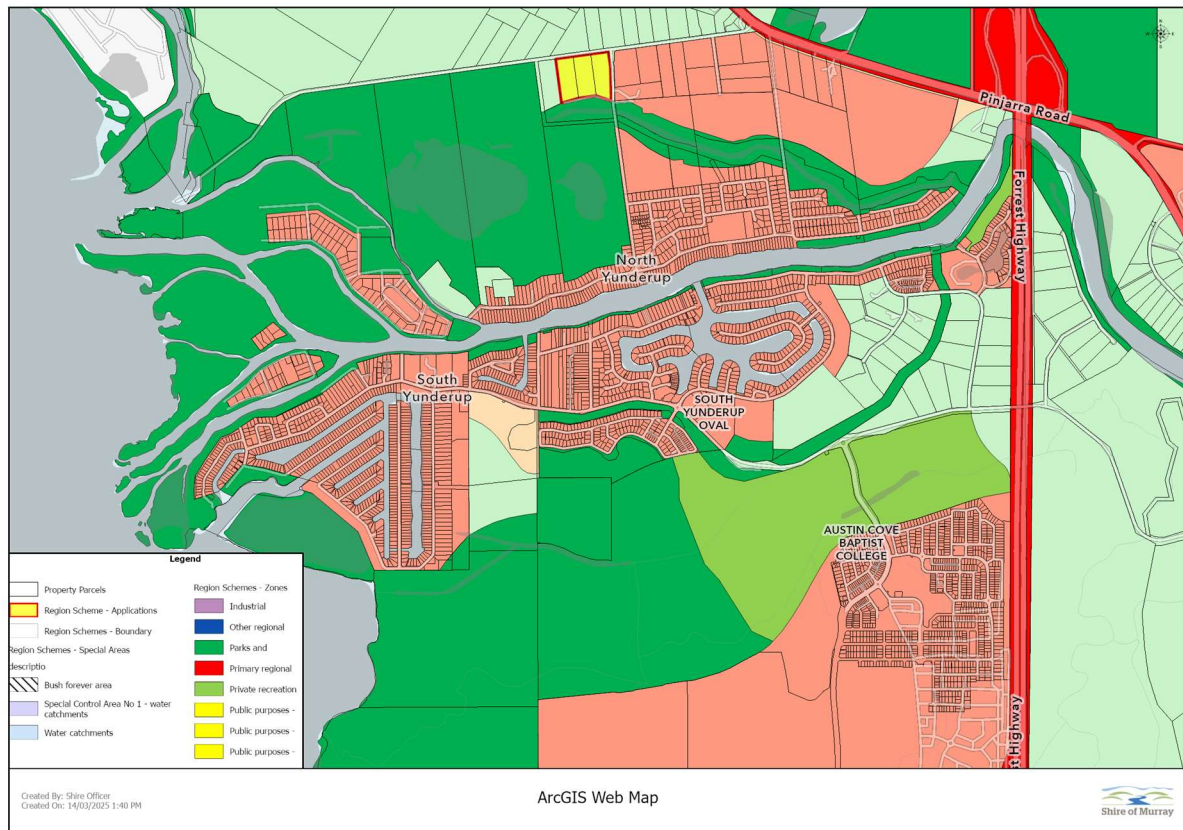 Pinjarra Road
Forrest Highway
North
Yunderup
South
Yunderup
SOUTH
YUNDERUP
OVAL
AUSTIN COVE
BAPTIST
COLLEGE
st Highway
Legend
Property Parcels
Region Scheme - Applications
Region Schemes - Boundary
Region Schemes - Special Areas
descriptio
Bush forever area
Special Control Area No 1 - water
catchments
Water catchments
Region Schemes - Zones
Industrial
Other regional
Parks and
Primary regional
Private recreation
Public purposes -
Public purposes -
Public purposes -
Created By: Shire Officer
Created On: 14/03/2025 1:40 PM
ArcGIS Web Map
Shire of Murray